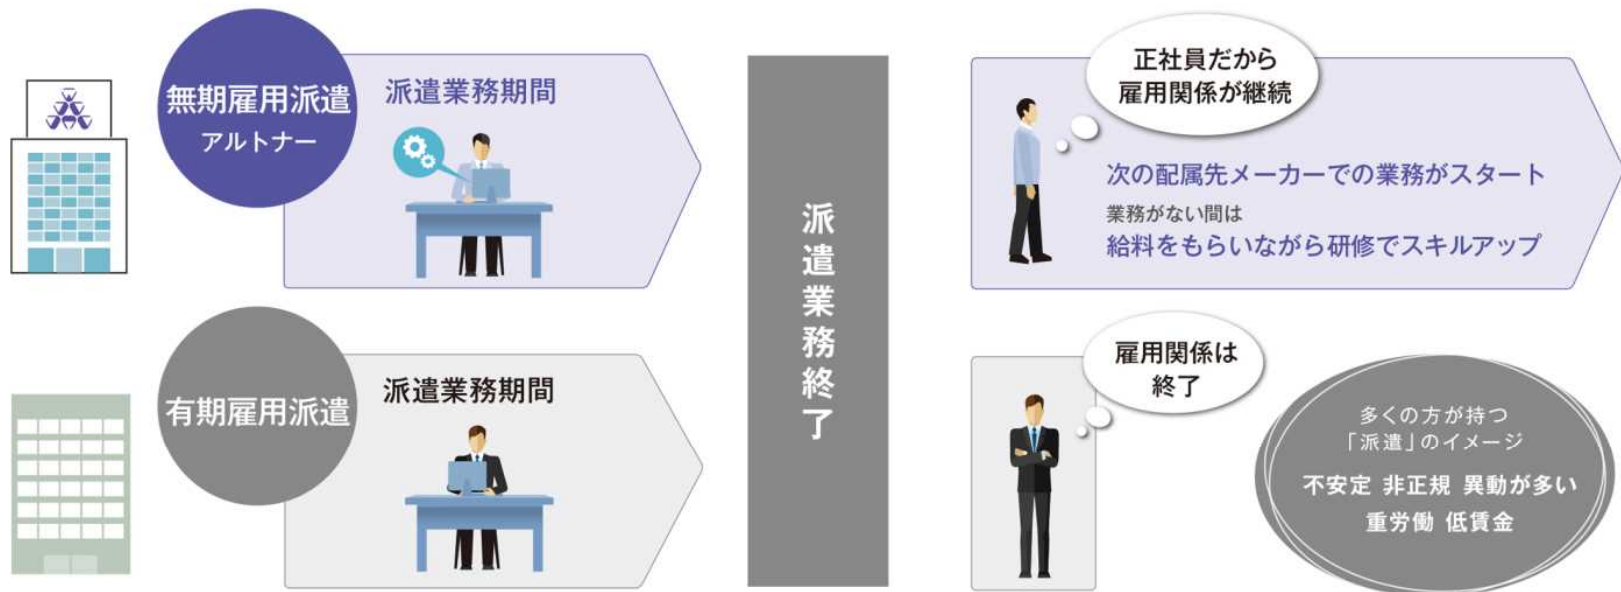 無期雇用派遣
アルトナー
派遣業務期間
派遣業務終了
正社員だから
雇用関係が継続
次の配属先メーカーでの業務がスタート
業務がない間は
給料をもらいながら研修でスキルアップ
有期雇用派遣
派遣業務期間
雇用関係は
終了
多くの方が持つ
「派遣」のイメージ
不安定 非正規 異動が多い
重労働 低賃金